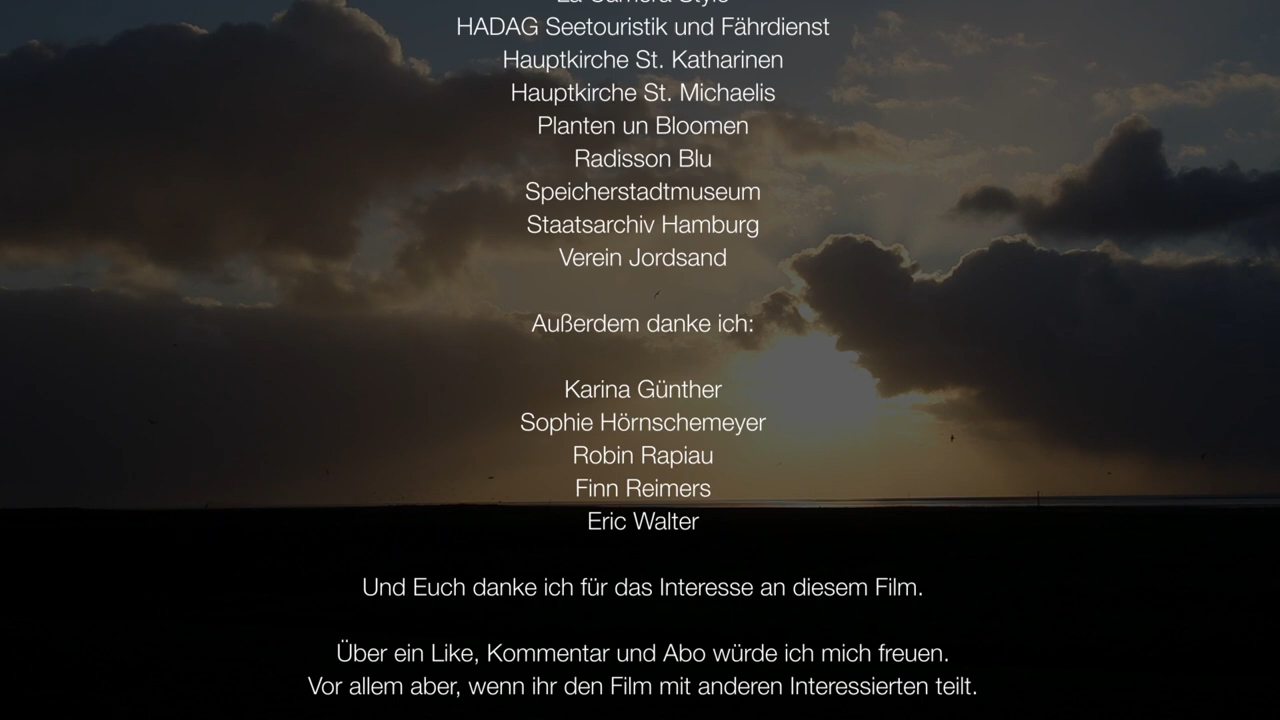 HADAG Seetouristik und Fährdienst
Hauptkirche St. Katharinen
Hauptkirche St. Michaelis
Planten un Bloomen
Radisson Blu
Speicherstadtmuseum
Staatsarchiv Hamburg
Verein Jordsand
Außerdem danke ich:
Karina Günther
Sophie Hörnschemeyer
Robin Rapiau
Finn Reimers
Eric Walter
Und Euch danke ich für das Interesse an diesem Film.
Über ein Like, Kommentar und Abo würde ich mich freuen.
Vor allem aber, wenn ihr den Film mit anderen Interessierten teilt.